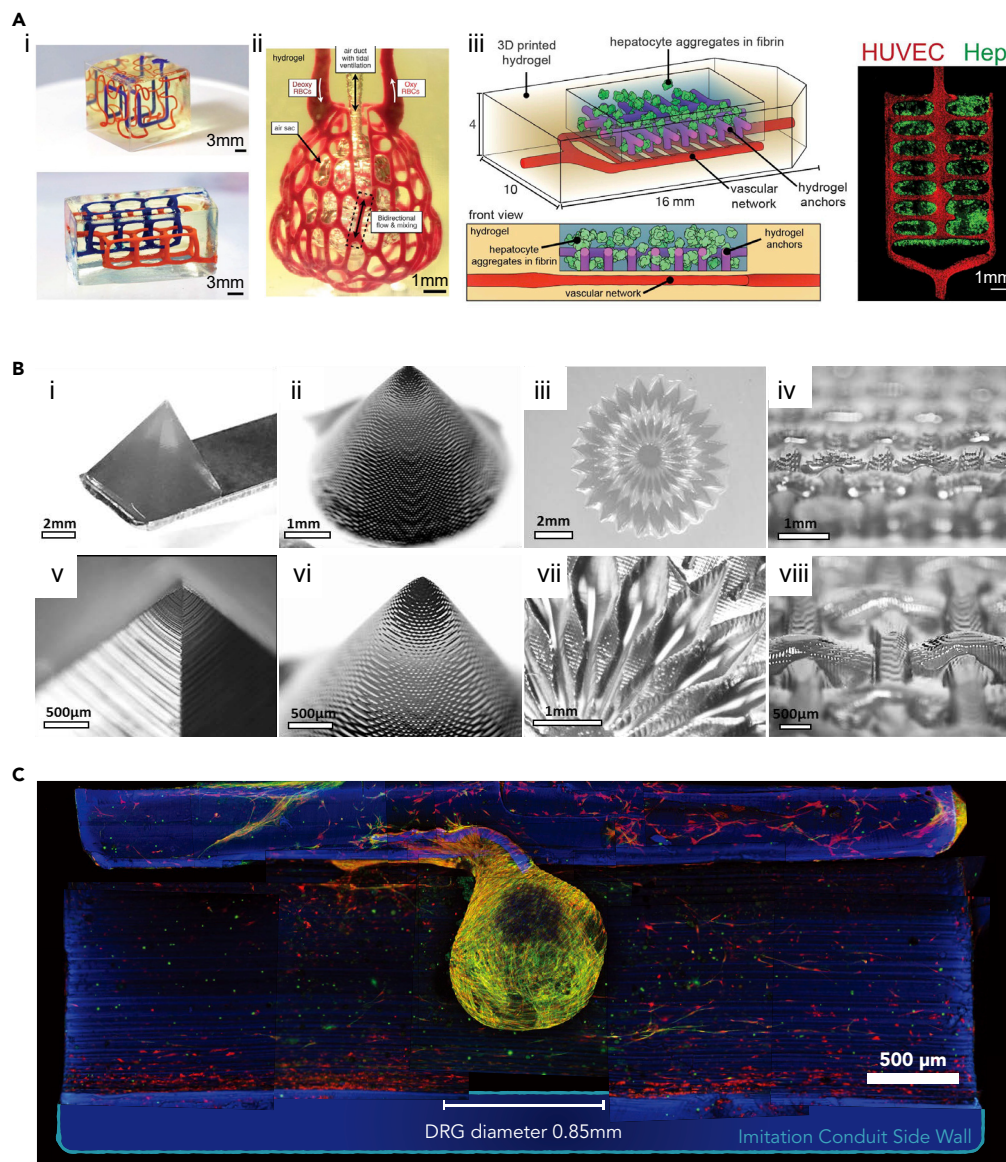 A
i
3mm
3mm
ii
hydrogel
air duct
with tidal
ventilation
Deoxy
RBCs
Oxy
RBCs
air sac
Bidirectional
flow & mixing
1mm
iii
3D printed
hydrogel
hepatocyte aggregates in fibrin
4
10
16 mm
vascular
network
hydrogel
anchors
front view
hydrogel
hepatocyte
aggregates in fibrin
hydrogel
anchors
vascular network
HUVEC
Hep
1mm
B
i
2mm
ii
1mm
iii
2mm
iv
1mm
v
500µm
vi
500µm
vii
1mm
viii
500µm
C
500 µm
DRG diameter 0.85mm
Imitation Conduit Side Wall